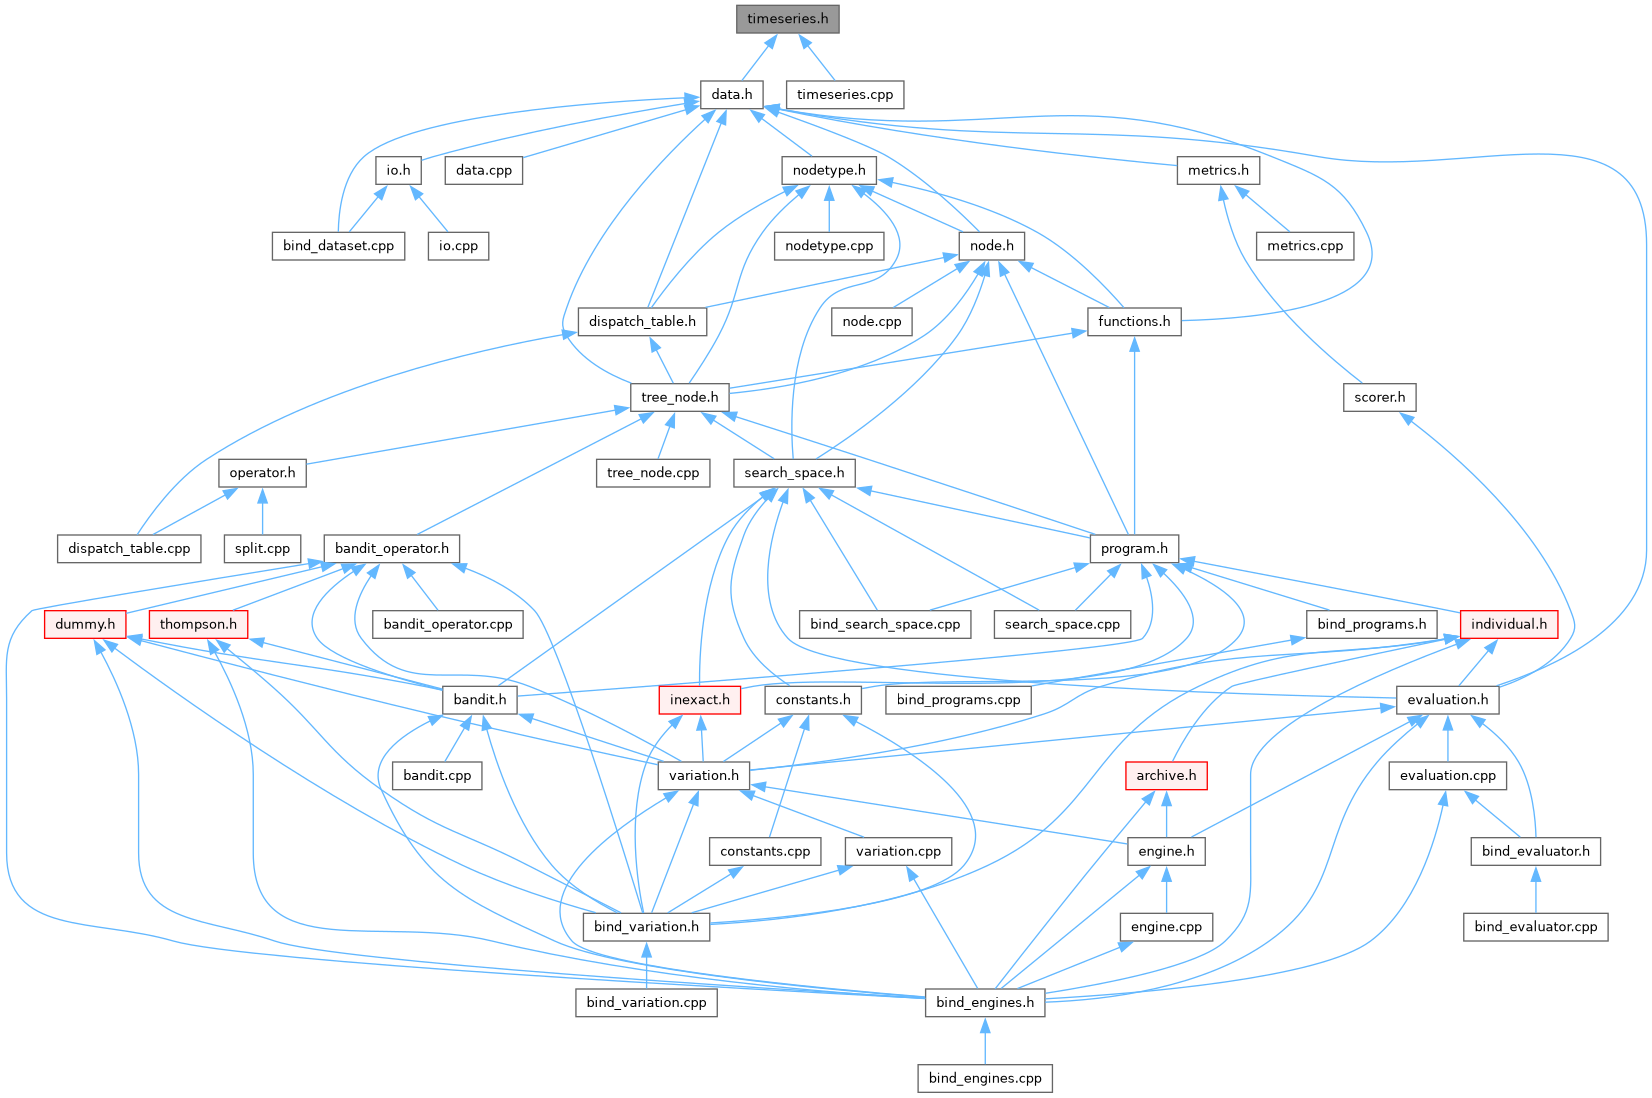 timeseries.h
data.h
timeseries.cpp
io.h
data.cpp
nodetype.h
metrics.h
bind_dataset.cpp
io.cpp
nodetype.cpp
node.h
metrics.cpp
dispatch_table.h
node.cpp
functions.h
tree_node.h
scorer.h
operator.h
tree_node.cpp
search_space.h
dispatch_table.cpp
split.cpp
bandit_operator.h
program.h
dummy.h
thompson.h
bandit_operator.cpp
bind_search_space.cpp
search_space.cpp
bind_programs.h
individual.h
bandit.h
inexact.h
constants.h
bind_programs.cpp
evaluation.h
bandit.cpp
variation.h
archive.h
evaluation.cpp
constants.cpp
variation.cpp
engine.h
bind_evaluator.h
bind_variation.h
engine.cpp
bind_evaluator.cpp
bind_variation.cpp
bind_engines.h
bind_engines.cpp